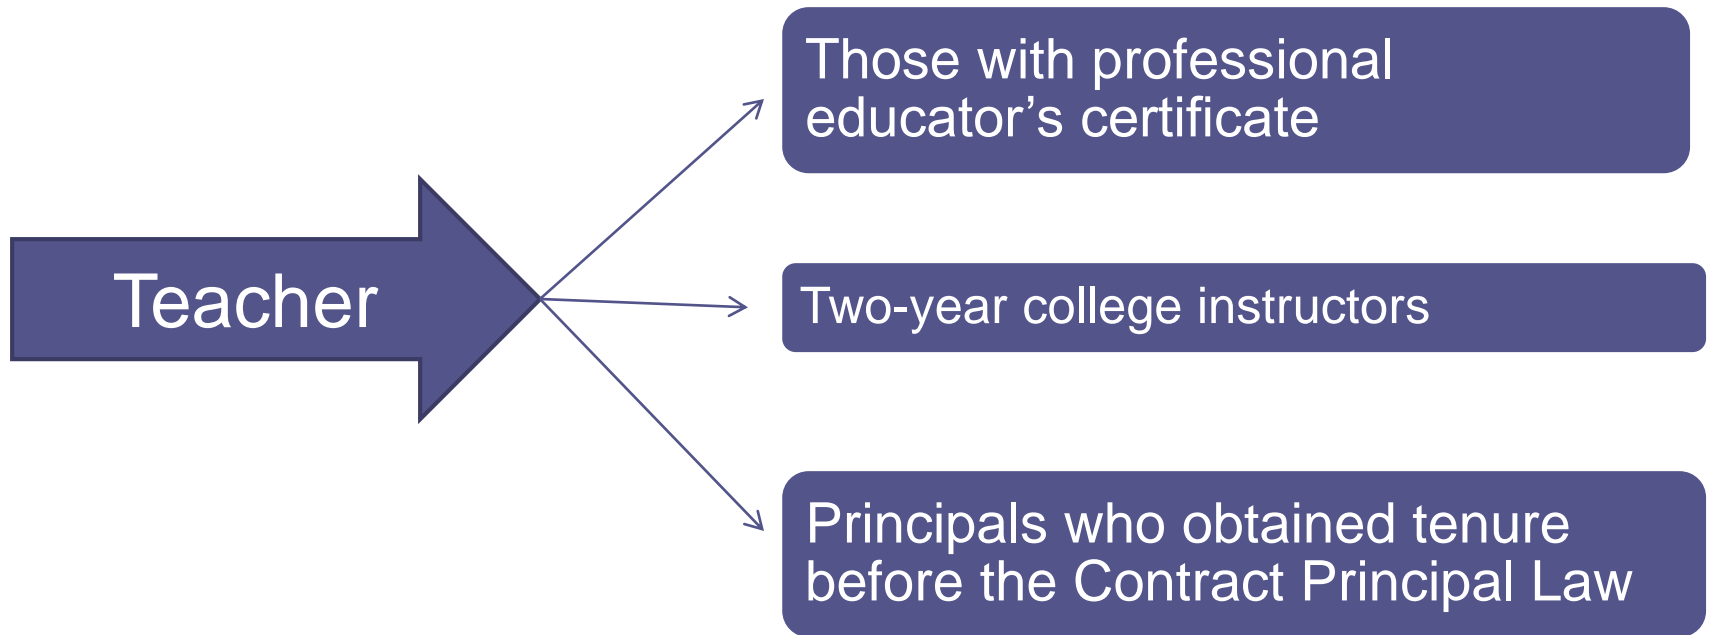 Teacher
Those with professional
educator’s certificate
Two-year college instructors
Principals who obtained tenure
before the Contract Principal Law